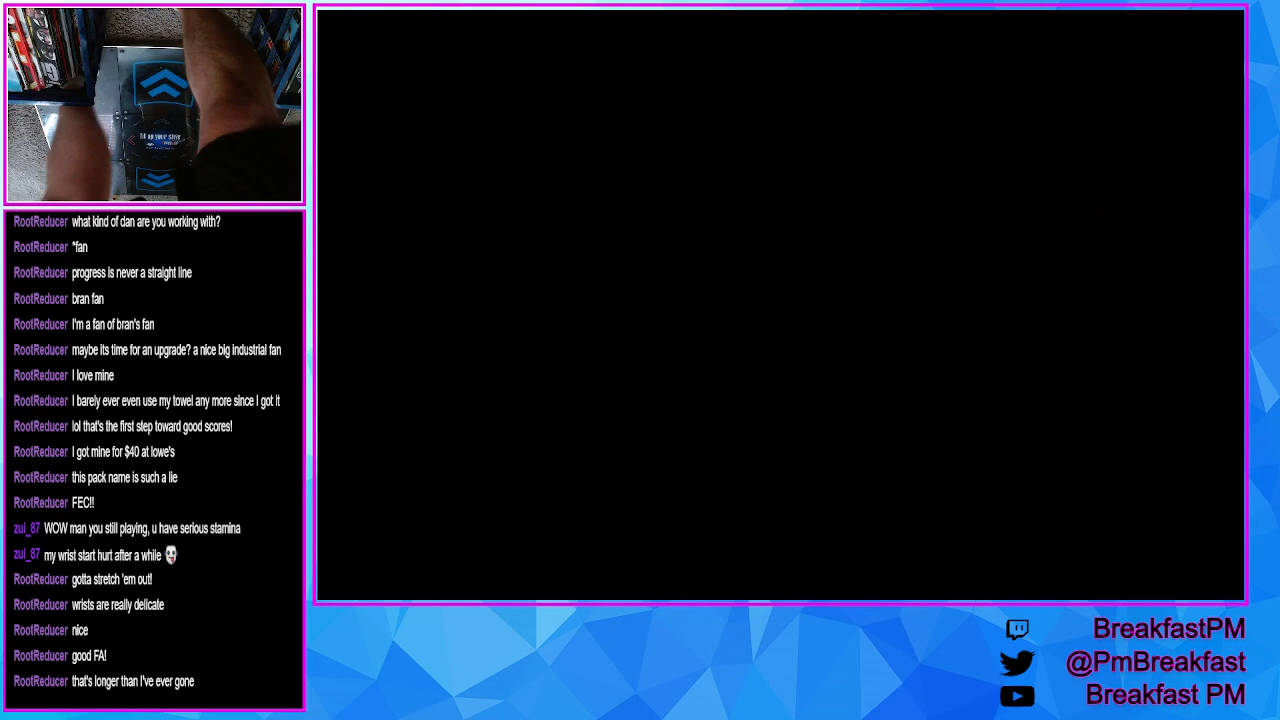 RootReducer what kind of dan are you working with?
RootReducer *fan
RootReducer progress is never a straight line
RootReducer bran fan
RootReducer I'm a fan of bran's fan
RootReducer maybe its time for an upgrade? a nice big industrial fan
RootReducer I love mine
RootReducer I barely ever even use my towel any more since I got it
RootReducer lol that's the first step toward good scores!
RootReducer I got mine for $40 at lowe's
RootReducer this pack name is such a lie
RootReducer FEC!!
zui_87 WOW man you still playing, u have serious stamina
zui_87 my wrist start hurt after a while
RootReducer gotta stretch 'em out!
RootReducer wrists are really delicate
RootReducer nice
RootReducer good FA!
RootReducer that's longer than I've ever gone
BreakfastPM
@PmBreakfast
Breakfast PM